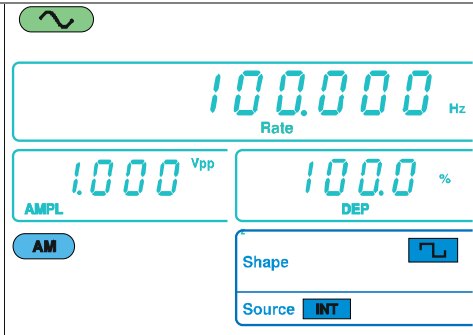 100.000 Hz
Rate
1.000 Vpp
AMPL
100.0 %
DEP
AM
Shape
Source INT